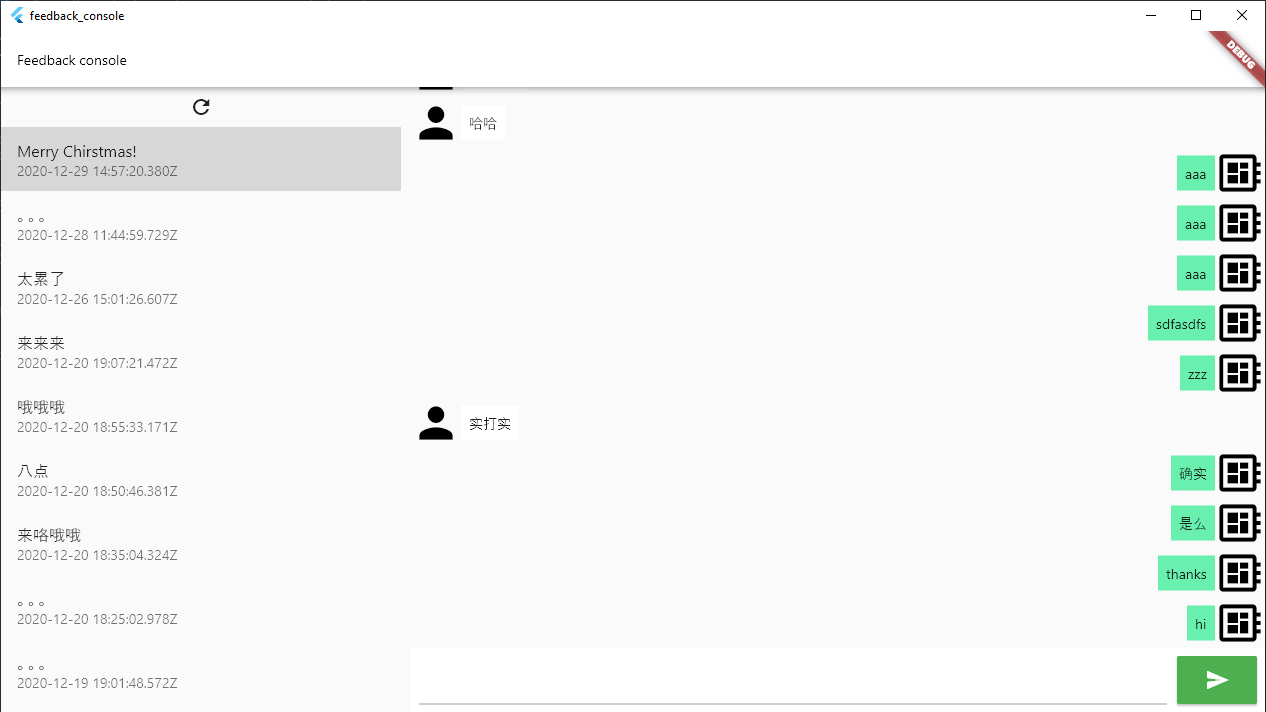 feedback_console
Feedback console
DEBUG
Merry Chirstmas!
2020-12-29 14:57:20.380Z
。。。
2020-12-28 11:44:59.729Z
太累了
2020-12-26 15:01:26.607Z
来来来
2020-12-20 19:07:21.472Z
哦哦哦
2020-12-20 18:55:33.171Z
八点
2020-12-20 18:50:46.381Z
来咯哦哦
2020-12-20 18:35:04.324Z
。。。
2020-12-20 18:25:02.978Z
。。。
2020-12-19 19:01:48.572Z
哈哈
aaa
aaa
aaa
sdfasdfs
zzz
实打实
确实
是么
thanks
hi